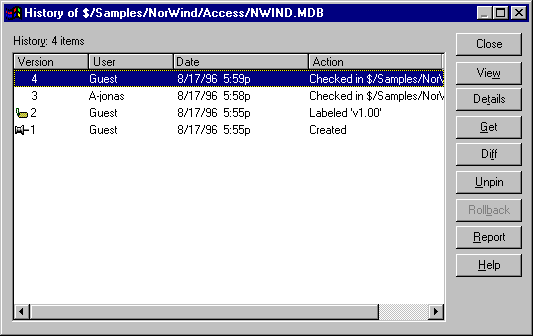 History of $/Samples/NorWind/Access/NWIND.MDB
History: 4 items
Version User Date Action
4 Guest 8/17/96 5:59p Checked in $/Samples/NorV
3 A-jonas 8/17/96 5:58p Checked in $/Samples/NorV
2 Guest 8/17/96 5:55p Labeled 'v1.00'
1 Guest 8/17/96 5:55p Created
Close
View
Details
Get
Diff
Unpin
Rollback
Report
Help